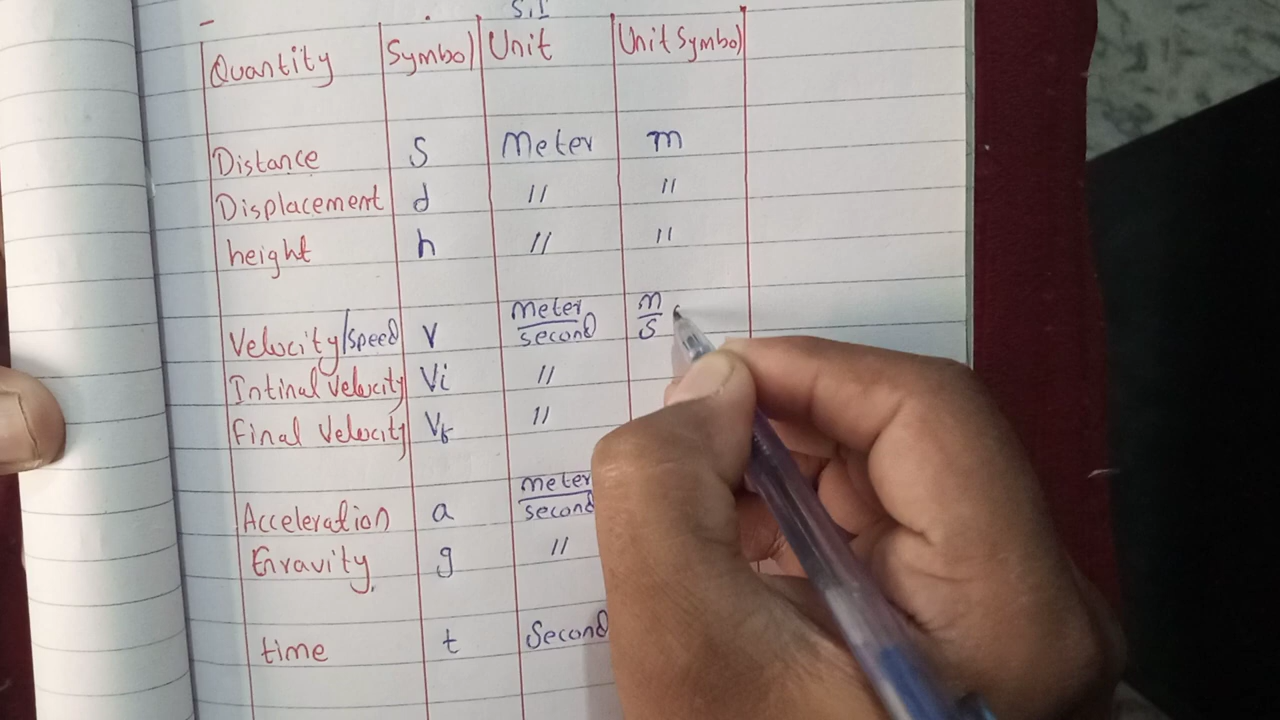 S.I
Quantity Symbol Unit Unit Symbol
Distance S Meter m
Displacement d " "
height h " "
Velocity/speed V meter/second m/s
Intinal velocity Vi "
Final Velocity Vf "
Acceleration a meter/second
Gravity g "
time t Second